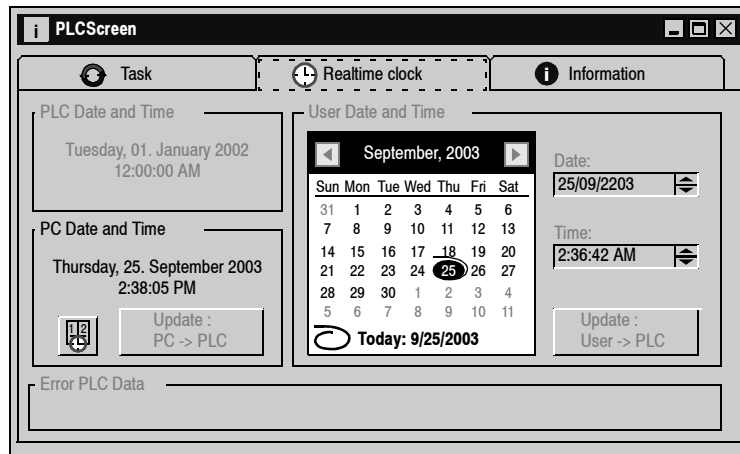 i PLCScreen
Task
Realtime clock
i Information
PLC Date and Time
Tuesday, 01. January 2002
12:00:00 AM
PC Date and Time
Thursday, 25. September 2003
2:38:05 PM
1 2
Update :
PC -> PLC
User Date and Time
September, 2003
Sun Mon Tue Wed Thu Fri Sat
31 1 2 3 4 5 6
7 8 9 10 11 12 13
14 15 16 17 18 19 20
21 22 23 24 25 26 27
28 29 30 1 2 3 4
5 6 7 8 9 10 11
Today: 9/25/2003
Date:
25/09/2203
Time:
2:36:42 AM
Update :
User -> PLC
Error PLC Data